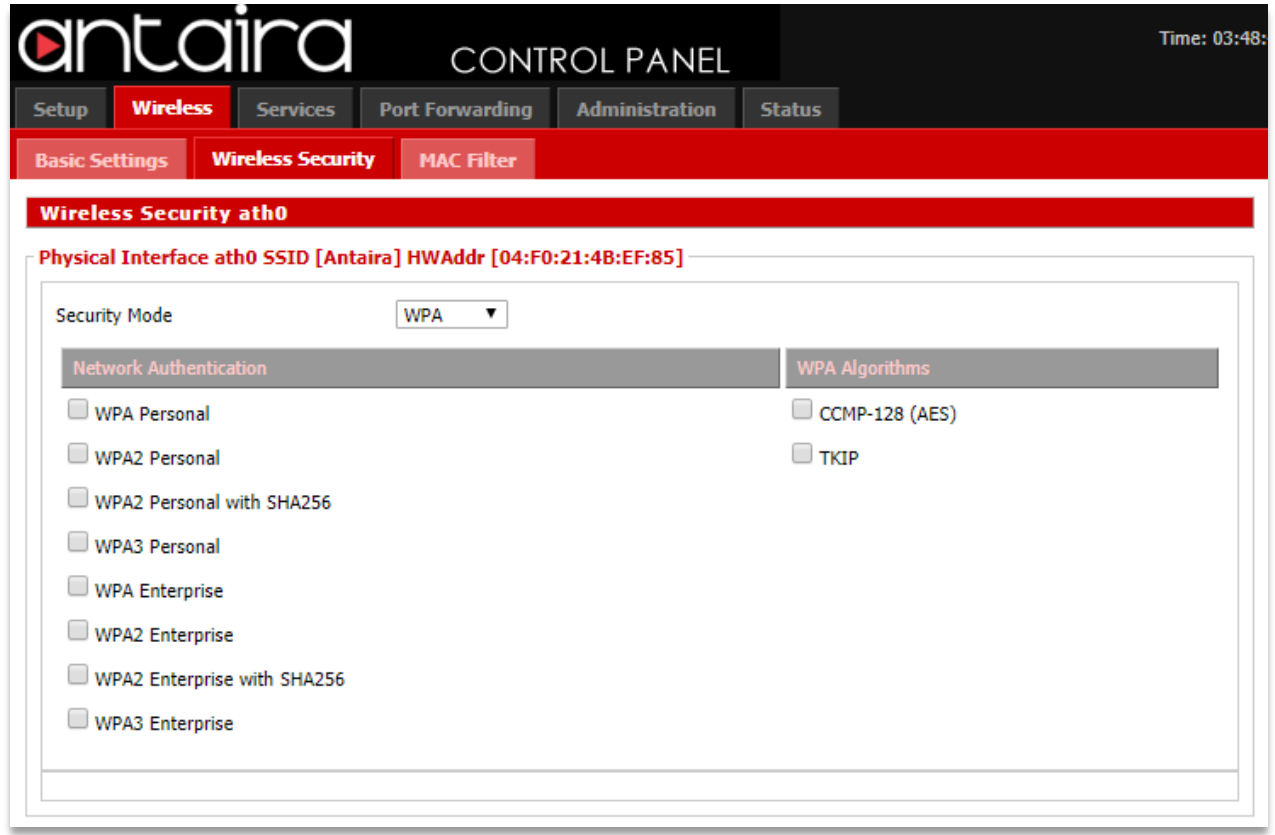 antaira
CONTROL PANEL
Time: 03:48:
Setup Wireless Services Port Forwarding Administration Status
Basic Settings Wireless Security MAC Filter
Wireless Security ath0
Physical Interface ath0 SSID [Antaira] HWAddr [04:F0:21:4B:EF:85]
Security Mode WPA
Network Authentication WPA Algorithms
WPA Personal CCMP-128 (AES)
WPA2 Personal TKIP
WPA2 Personal with SHA256
WPA3 Personal
WPA Enterprise
WPA2 Enterprise
WPA2 Enterprise with SHA256
WPA3 Enterprise